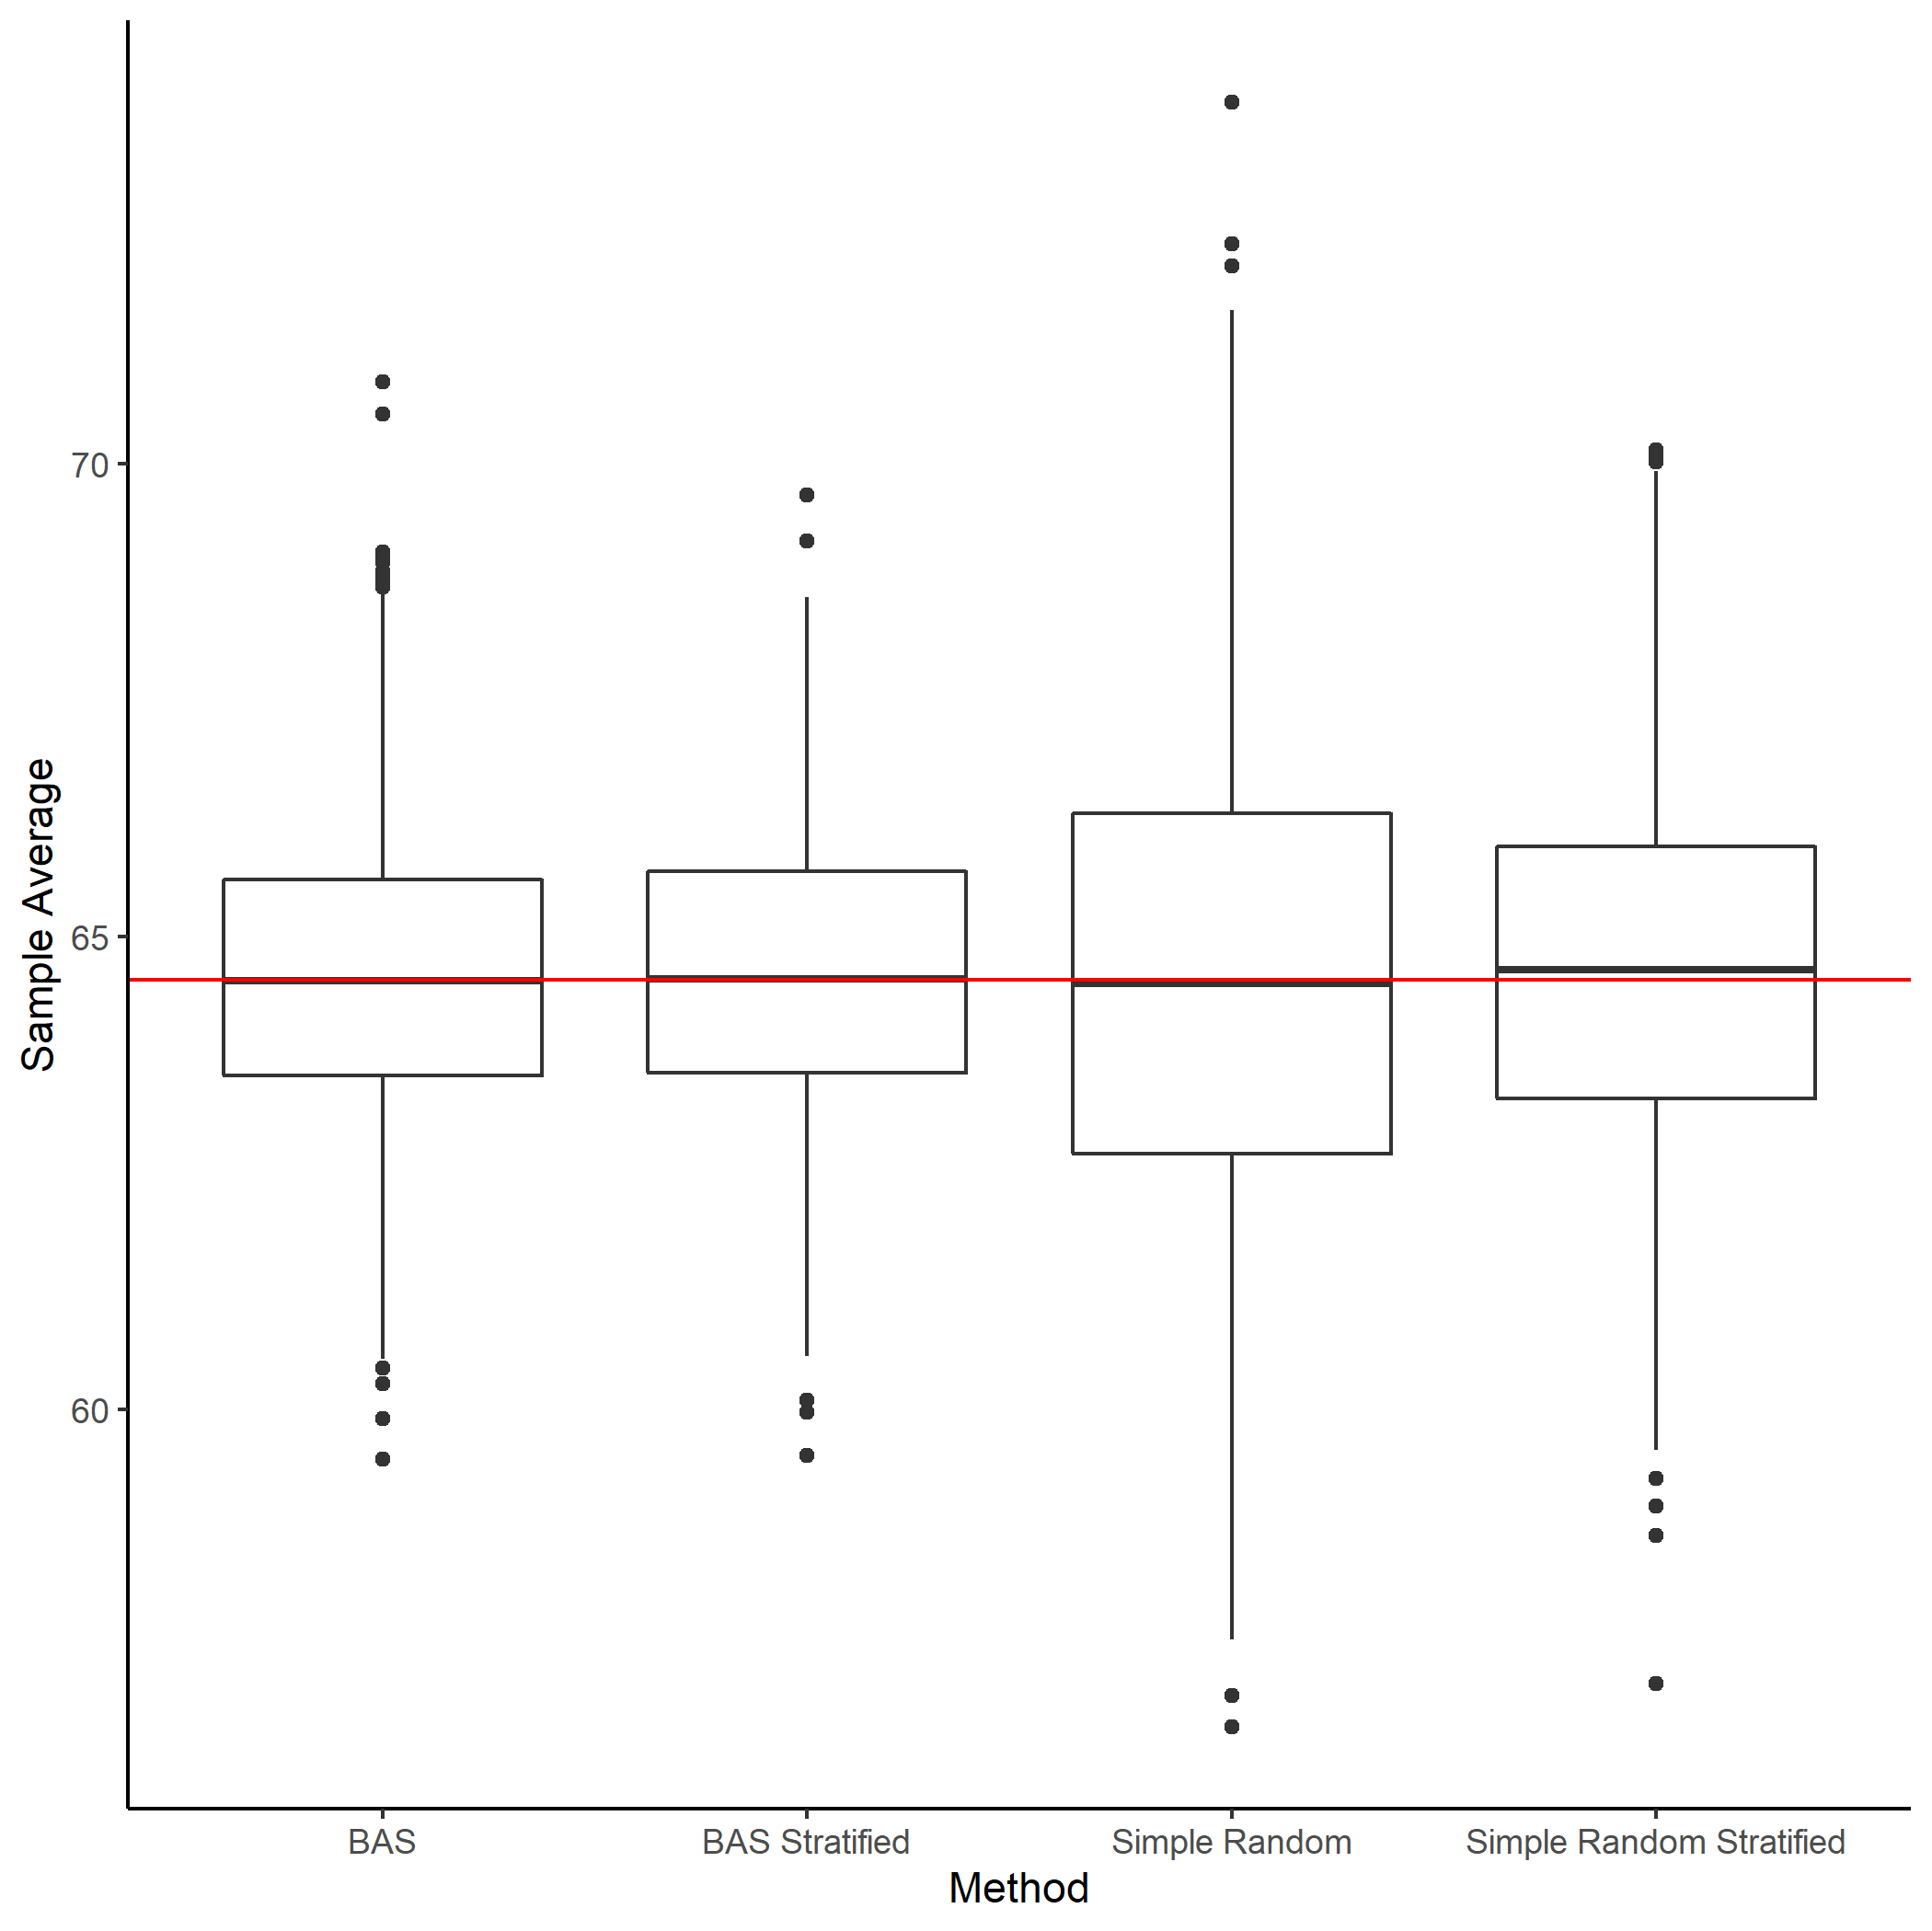 Sample Average
70
65
60
BAS
BAS Stratified
Simple Random
Simple Random Stratified
Method